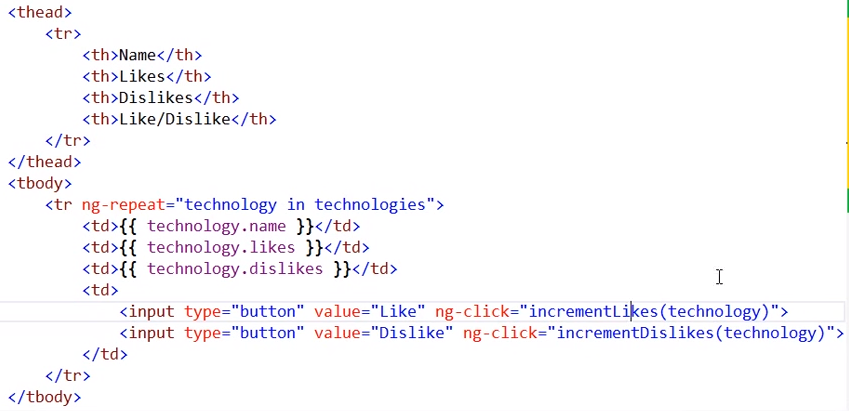 <thead>
<tr>
<th>Name</th>
<th>Likes</th>
<th>Dislikes</th>
<th>Like/Dislike</th>
</tr>
</thead>
<tbody>
<tr ng-repeat="technology in technologies">
<td>{{ technology.name }}</td>
<td>{{ technology.likes }}</td>
<td>{{ technology.dislikes }}</td>
<td>
<input type="button" value="Like" ng-click="incrementLikes(technology)">
<input type="button" value="Dislike" ng-click="incrementDislikes(technology)">
</td>
</tr>
</tbody>